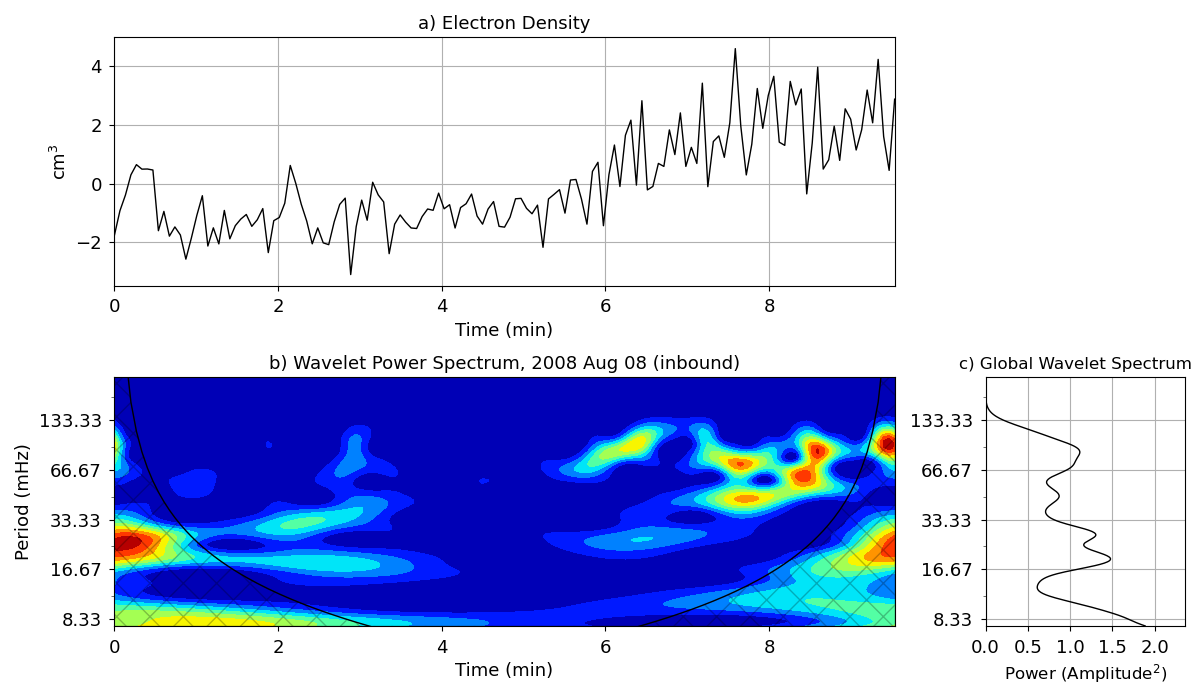 a) Electron Density
cm³
4
2
0
−2
0 2 4 6 8
Time (min)
b) Wavelet Power Spectrum, 2008 Aug 08 (inbound)
c) Global Wavelet Spectrum
Period (mHz)
133.33
66.67
33.33
16.67
8.33
0 2 4 6 8
Time (min)
133.33
66.67
33.33
16.67
8.33
0.0 0.5 1.0 1.5 2.0
Power (Amplitude²)